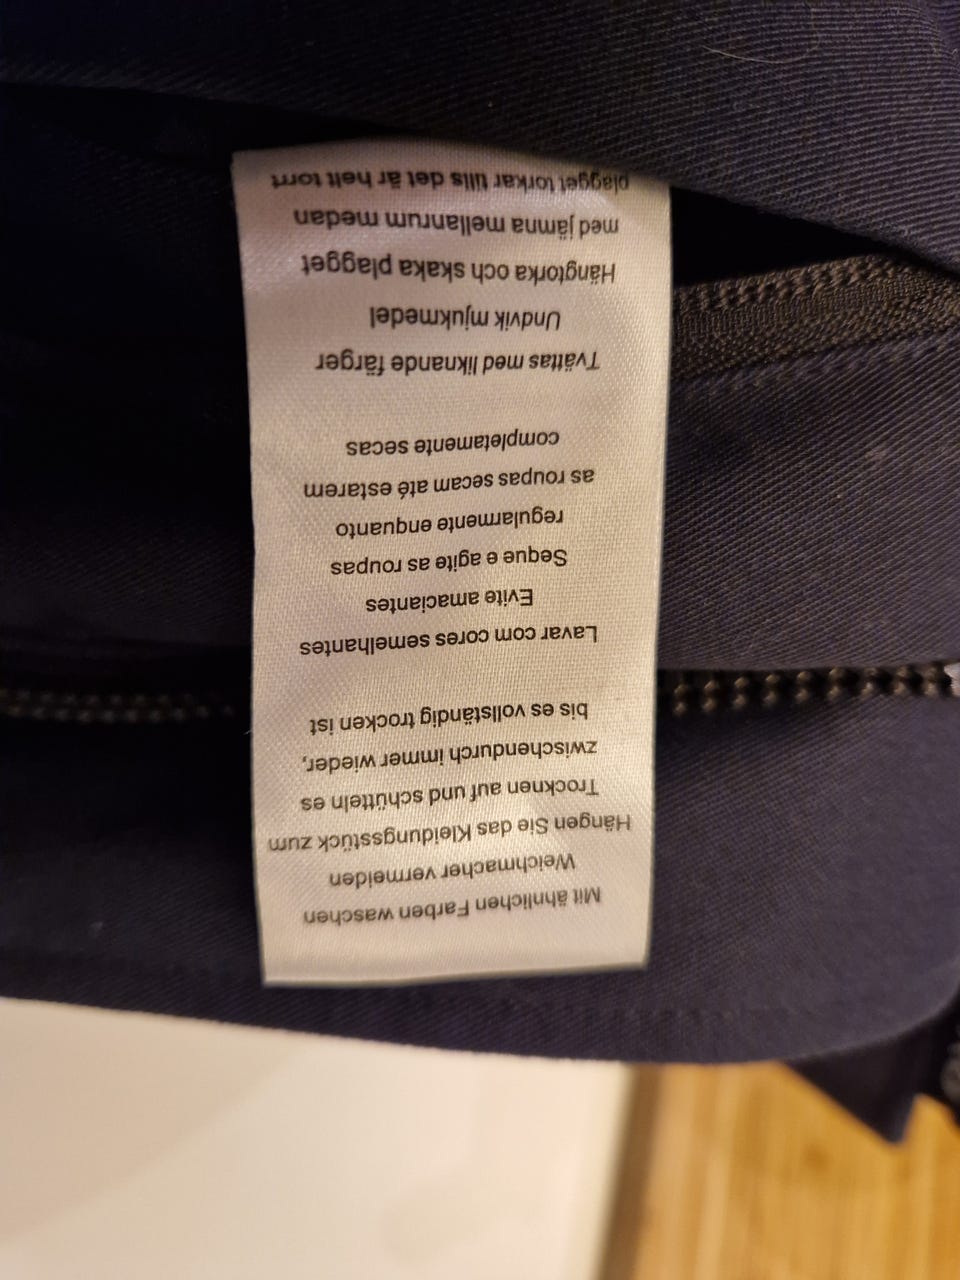 Mit ähnlichen Farben waschen
Weichmacher vermeiden
Hängen Sie das Kleidungsstück zum
Trocknen auf und schütteln es
zwischendurch immer wieder,
bis es vollständig trocken ist
Lavar com cores semelhantes
Evite amaciantes
Seque e agite as roupas
regularmente enquanto
as roupas secam até estarem
completamente secas
Tvättas med liknande färger
Undvik mjukmedel
Hängtorka och skaka plagget
med jämna mellanrum medan
plagget torkar tills det är helt torrt